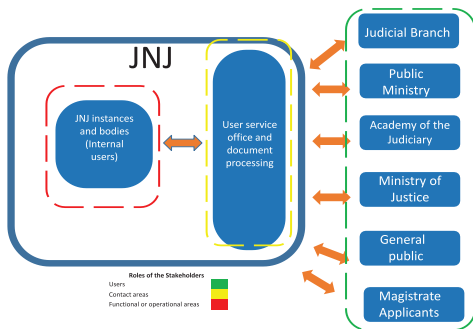 JNJ
JNJ instances
and bodies
(Internal
users)
User service
office and
document
processing
Judicial Branch
Public
Ministry
Academy of the
Judiciary
Ministry of
Justice
General
public
Magistrate
Applicants
Roles of the Stakeholders
Users
Contact areas
Functional or operational areas